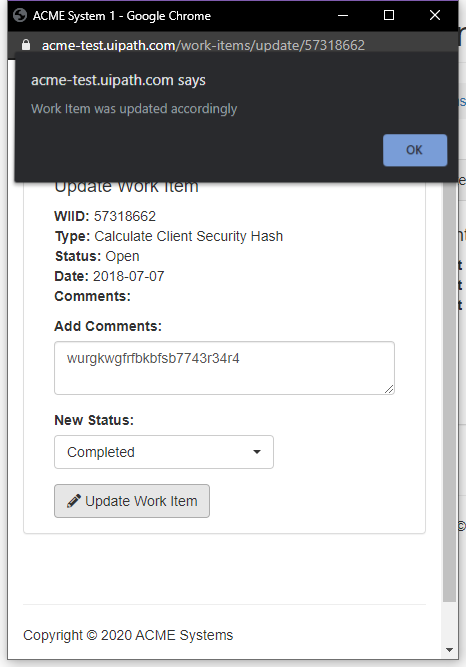 ACME System 1 - Google Chrome
acme-test.uipath.com/work-items/update/57318662
acme-test.uipath.com says
Work Item was updated accordingly
OK
Update Work Item
WIID: 57318662
Type: Calculate Client Security Hash
Status: Open
Date: 2018-07-07
Comments:
Add Comments:
wurgkwgfrfbkbfsb7743r34r4
New Status:
Completed
Update Work Item
Copyright © 2020 ACME Systems